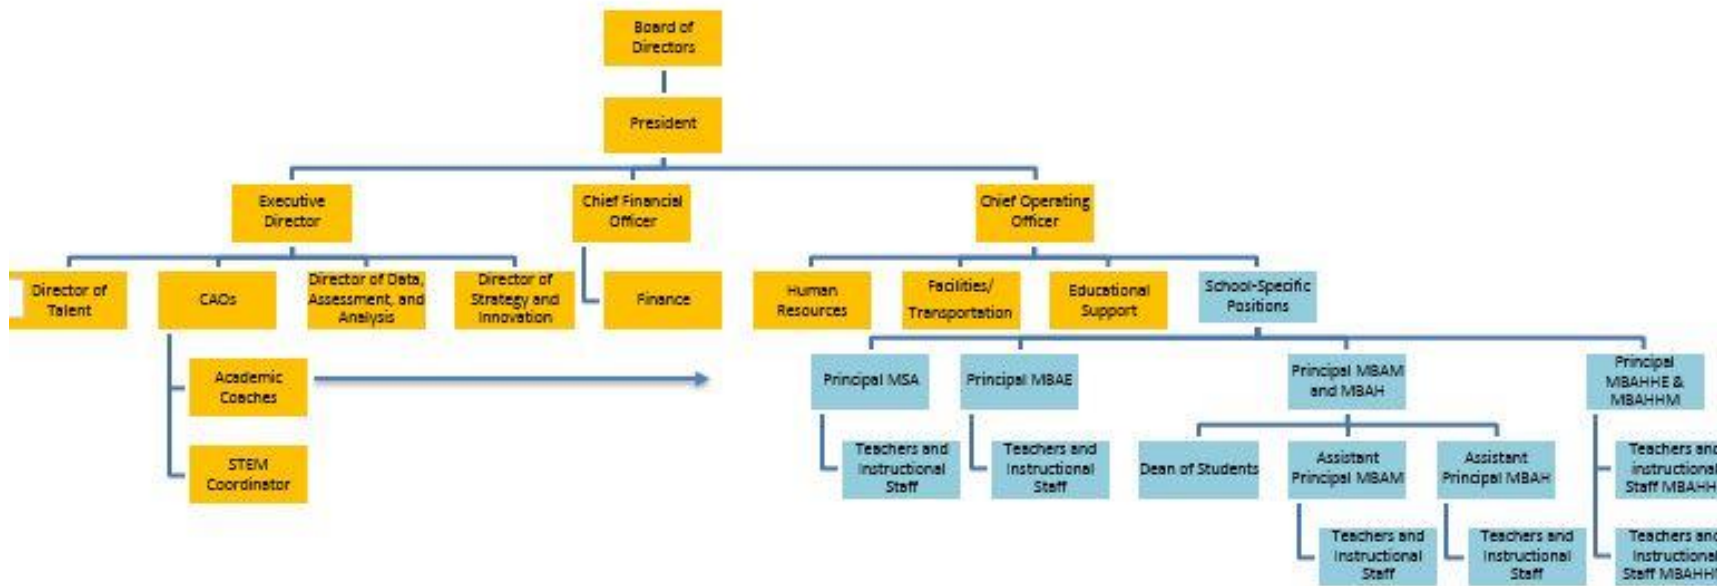 Board of
Directors
President
Executive
Director
Chief Financial
Officer
Chief Operating
Officer
Director of
Talent
CAOs
Director of Data,
Assessment, and
Analysis
Director of
Strategy and
Innovation
Finance
Human
Resources
Facilities/
Transportation
Educational
Support
School-Specific
Positions
Academic
Coaches
STEM
Coordinator
Principal MSA
Principal MBAE
Principal MBAM
and MBAH
Principal
MBAHHE &
MBAHHM
Teachers and
Instructional
Staff
Teachers and
Instructional
Staff
Dean of Students
Assistant
Principal MBAM
Assistant
Principal MBAH
Teachers and
instructional
Staff
Teachers and
Instructional
Staff
Teachers and
Instructional
Staff
Teachers and
Instructional
Staff